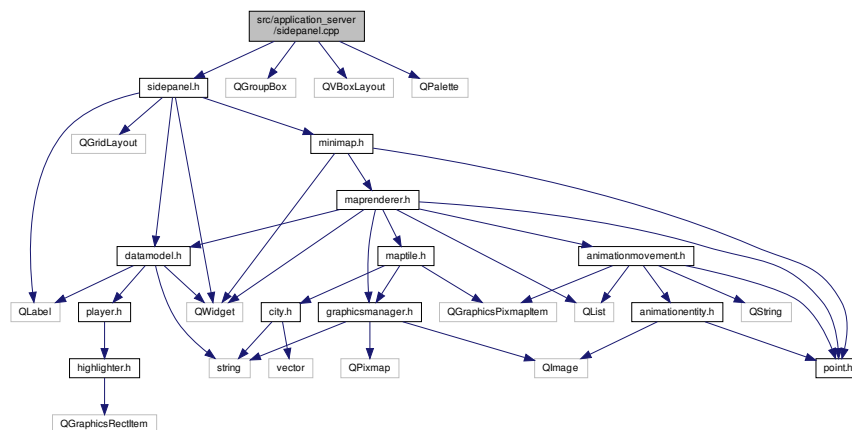 src/application_server
/sidepanel.cpp
sidepanel.h
QGroupBox
QVBoxLayout
QPalette
QGridLayout
minimap.h
maprenderer.h
datamodel.h
maptile.h
animationmovement.h
QLabel
player.h
QWidget
city.h
graphicsmanager.h
QGraphicsPixmapItem
QList
animationentity.h
QString
highlighter.h
string
vector
QPixmap
QImage
point.h
QGraphicsRectItem